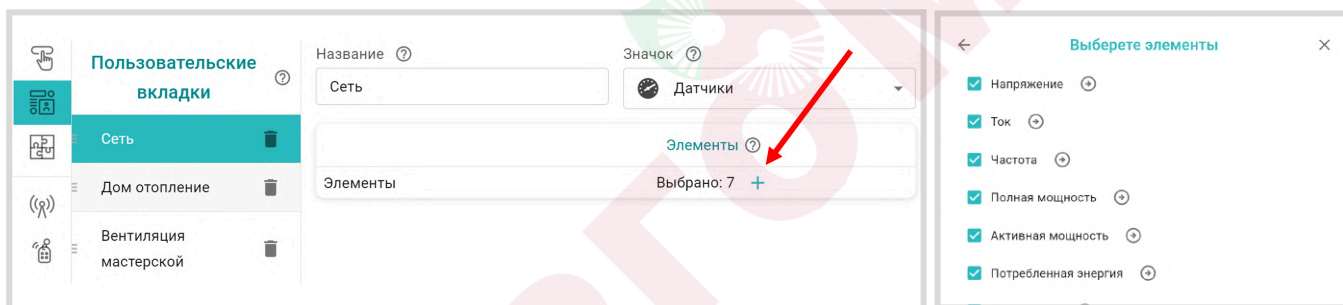 Пользовательские
вкладки
Сеть
Дом отопление
Вентиляция
мастерской
Название
Значок
Сеть
Датчики
Элементы
Элементы
Выбрано: 7 +
Выберете элементы
Напряжение
Ток
Частота
Полная мощность
Активная мощность
Потребленная энергия